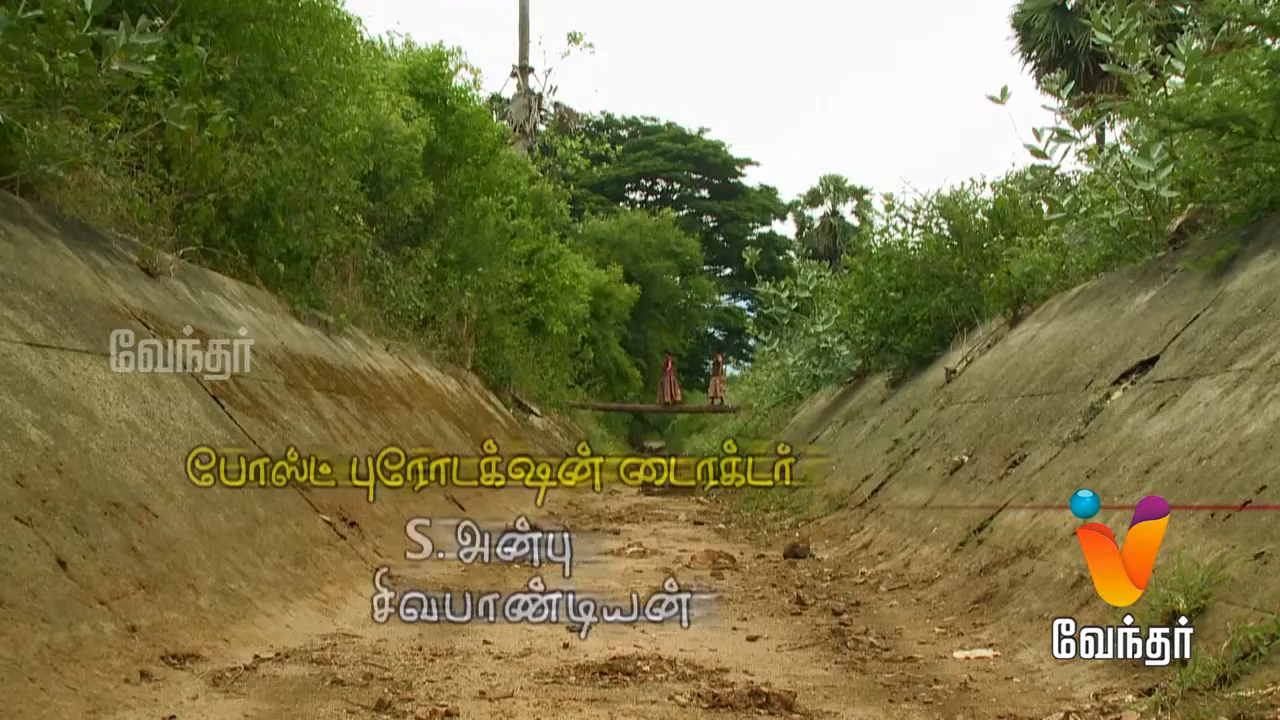 வேந்தர்
போஸ்ட் புரோடக்ஷன் டைரக்டர்
S. அன்பு
சிவபாண்டியன்
வேந்தர்